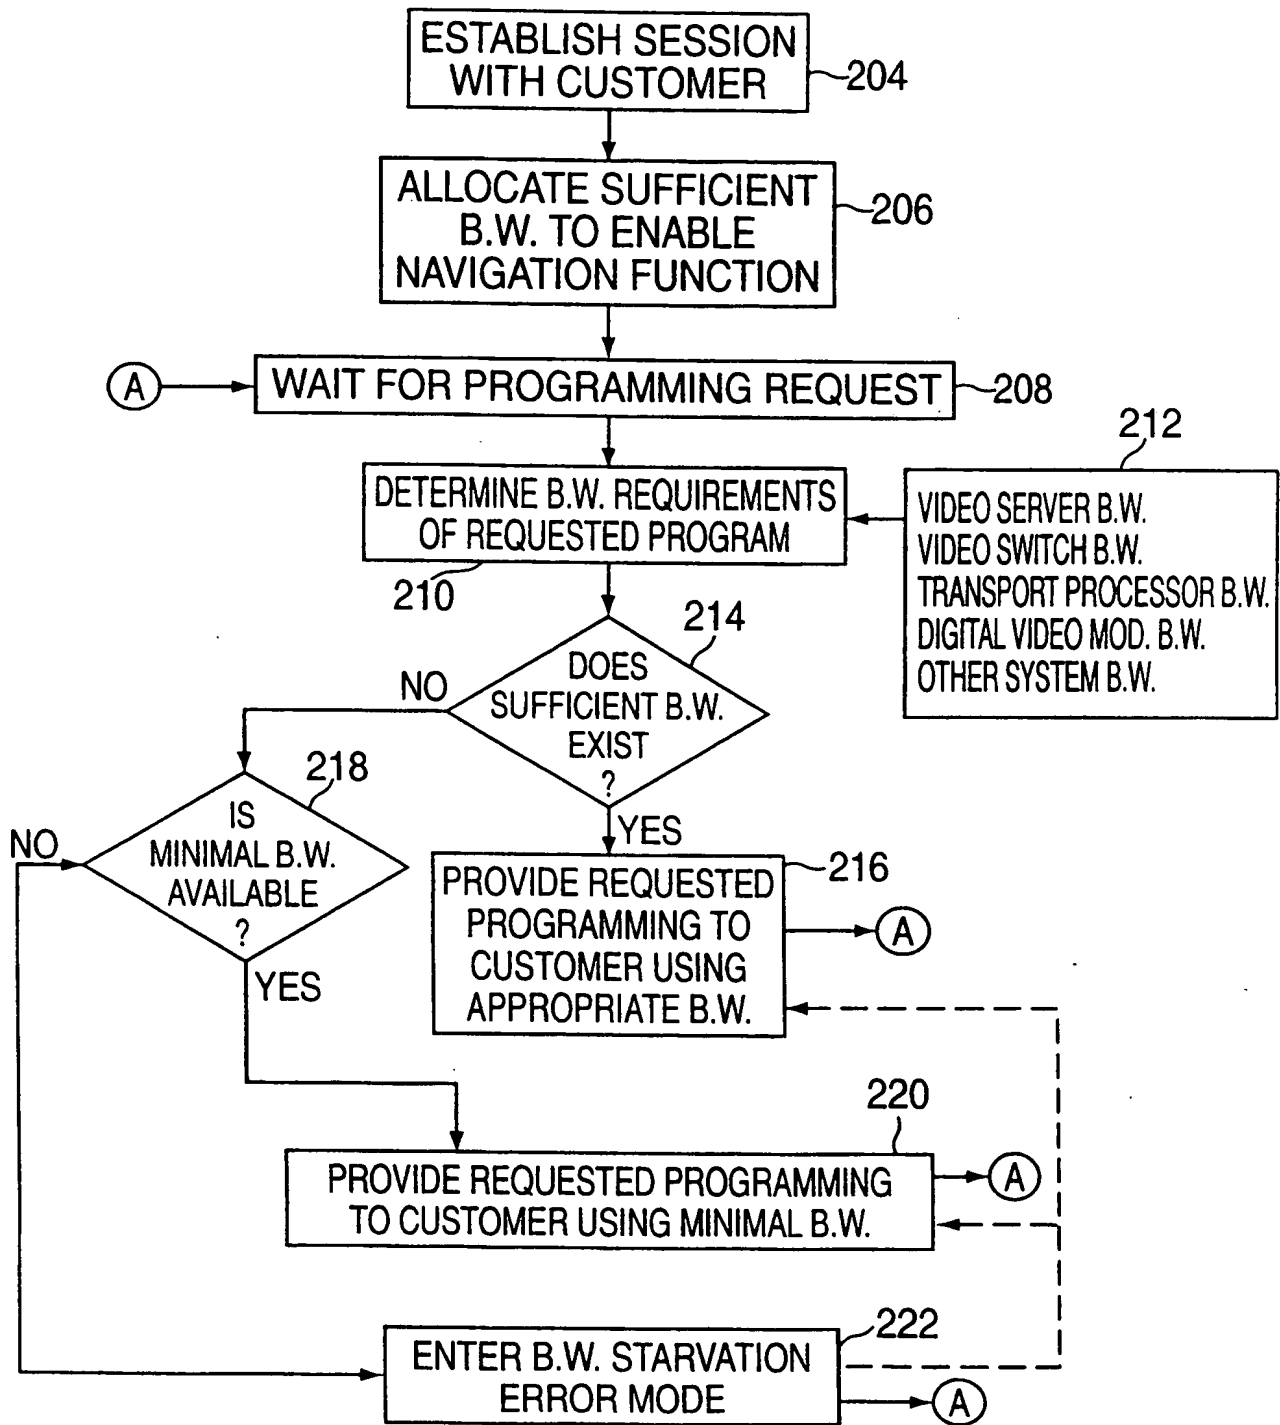 ESTABLISH SESSION
WITH CUSTOMER
204
ALLOCATE SUFFICIENT
B.W. TO ENABLE
NAVIGATION FUNCTION
206
A
WAIT FOR PROGRAMMING REQUEST
208
212
DETERMINE B.W. REQUIREMENTS
OF REQUESTED PROGRAM
210
VIDEO SERVER B.W.
VIDEO SWITCH B.W.
TRANSPORT PROCESSOR B.W.
DIGITAL VIDEO MOD. B.W.
OTHER SYSTEM B.W.
214
DOES
SUFFICIENT B.W.
EXIST
?
NO
YES
218
IS
MINIMAL B.W.
AVAILABLE
?
NO
YES
216
PROVIDE REQUESTED
PROGRAMMING TO
CUSTOMER USING
APPROPRIATE B.W.
A
220
PROVIDE REQUESTED PROGRAMMING
TO CUSTOMER USING MINIMAL B.W.
A
222
ENTER B.W. STARVATION
ERROR MODE
A